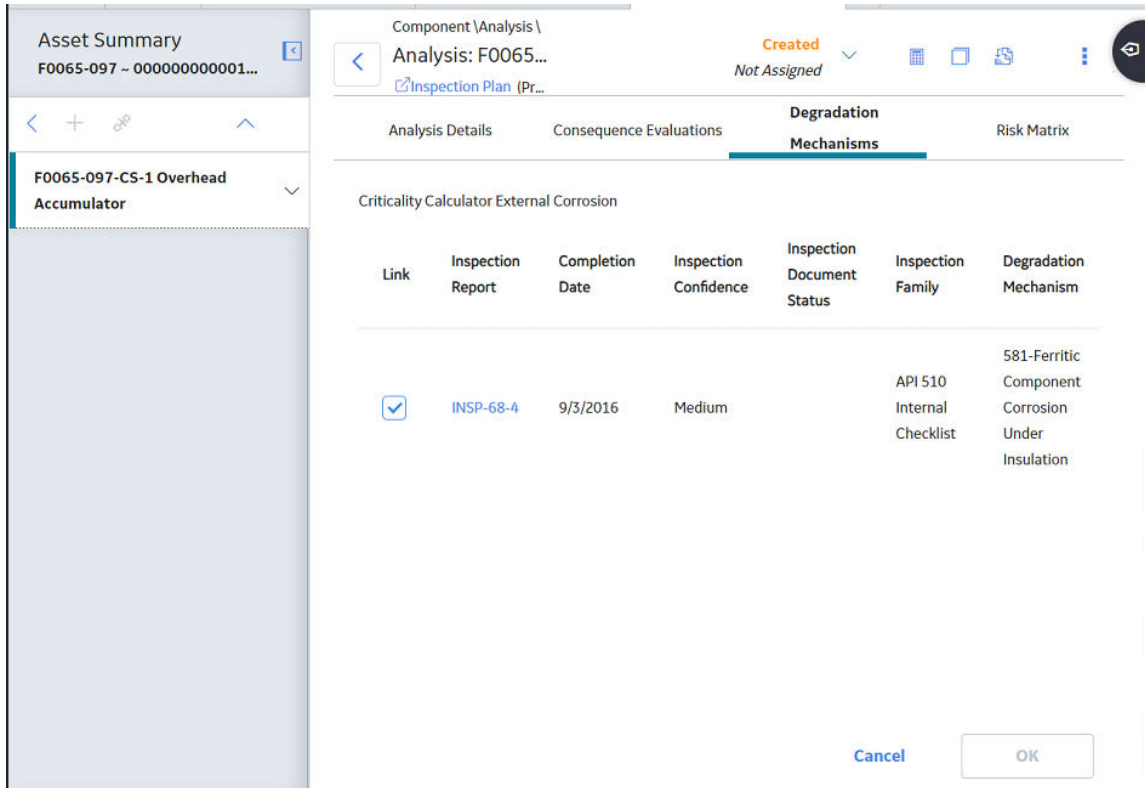 Asset Summary
F0065-097 ~ 000000000001...
F0065-097-CS-1 Overhead
Accumulator
Component \Analysis \
Analysis: F0065...
Inspection Plan (Pr...
Created
Not Assigned
Analysis Details
Consequence Evaluations
Degradation
Mechanisms
Risk Matrix
Criticality Calculator External Corrosion
Link
Inspection
Report
Completion
Date
Inspection
Confidence
Inspection
Document
Status
Inspection
Family
Degradation
Mechanism
INSP-68-4
9/3/2016
Medium
API 510
Internal
Checklist
581-Ferritic
Component
Corrosion
Under
Insulation
Cancel
OK